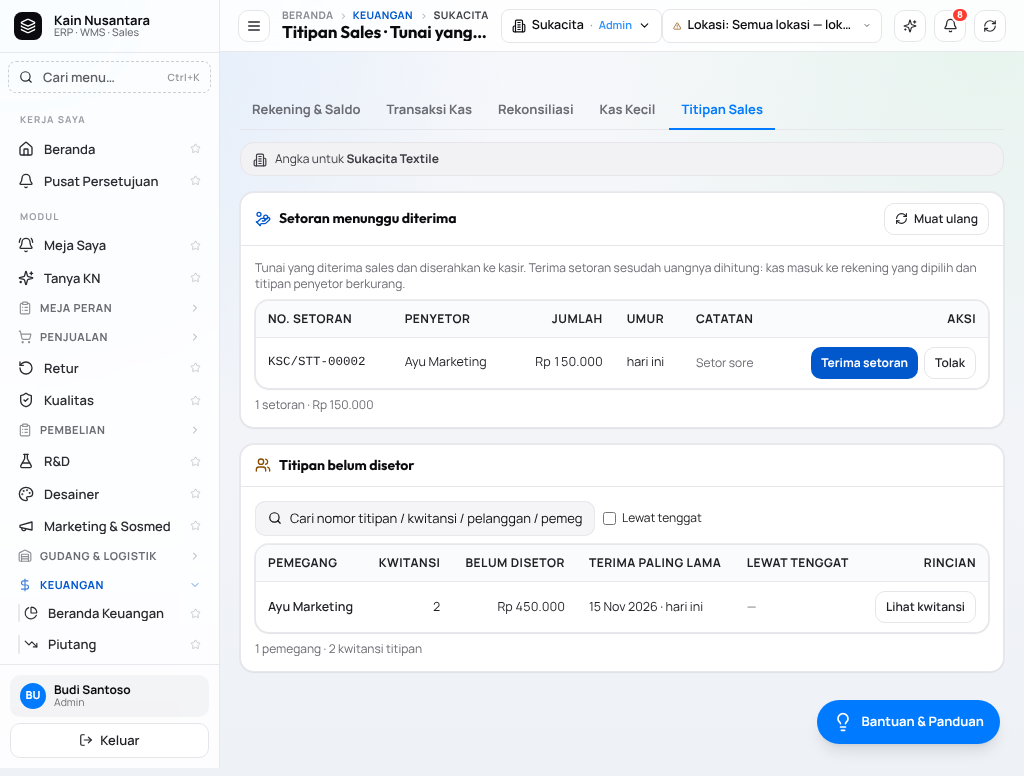 Kain Nusantara
ERP · WMS · Sales
Cari menu...
Ctrl+K
KERJA SAYA
Beranda
Pusat Persetujuan
MODUL
Meja Saya
Tanya KN
MEJA PERAN
PENJUALAN
Retur
Kualitas
PEMBELIAN
R&D
Desainer
Marketing & Sosmed
GUDANG & LOGISTIK
KEUANGAN
Beranda Keuangan
Piutang
BU
Budi Santoso
Admin
Keluar
BERANDA > KEUANGAN > SUKACITA
Titipan Sales · Tunai yang...
Sukacita · Admin
Lokasi: Semua lokasi — lok...
8
Rekening & Saldo
Transaksi Kas
Rekonsiliasi
Kas Kecil
Titipan Sales
Angka untuk Sukacita Textile
Setoran menunggu diterima
Muat ulang
Tunai yang diterima sales dan diserahkan ke kasir. Terima setoran sesudah uangnya dihitung: kas masuk ke rekening yang dipilih dan
titipan penyetor berkurang.
NO. SETORAN PENYETOR JUMLAH UMUR CATATAN AKSI
KSC/STT-00002 Ayu Marketing Rp 150.000 hari ini Setor sore Terima setoran Tolak
1 setoran · Rp 150.000
Titipan belum disetor
Cari nomor titipan / kwitansi / pelanggan / pemeg
Lewat tenggat
PEMEGANG KWITANSI BELUM DISETOR TERIMA PALING LAMA LEWAT TENGGAT RINCIAN
Ayu Marketing 2 Rp 450.000 15 Nov 2026 · hari ini — Lihat kwitansi
1 pemegang · 2 kwitansi titipan
Bantuan & Panduan